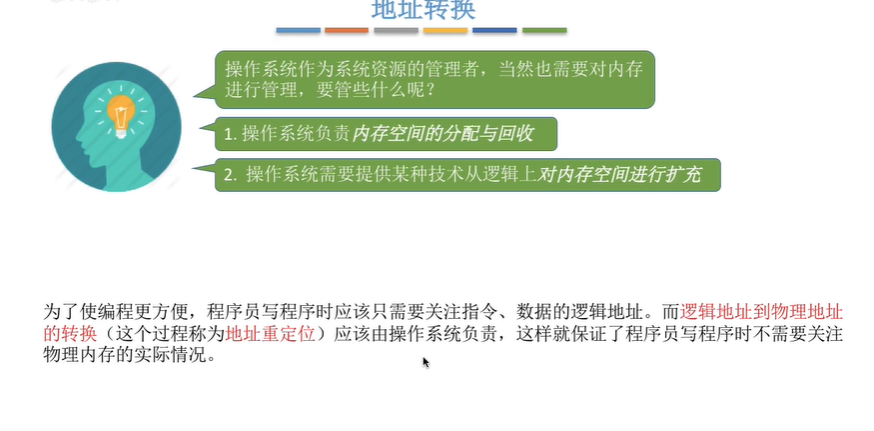 地址转换
操作系统作为系统资源的管理者，当然也需要对内存
进行管理，要管些什么呢？
1. 操作系统负责内存空间的分配与回收
2. 操作系统需要提供某种技术从逻辑上对内存空间进行扩充
为了使编程更方便，程序员写程序时应该只需要关注指令、数据的逻辑地址。而逻辑地址到物理地址
的转换（这个过程称为地址重定位）应该由操作系统负责，这样就保证了程序员写程序时不需要关注
物理内存的实际情况。